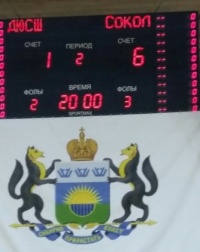 ДЮСШ СОКОЛ
СЧЕТ ПЕРИОД СЧЕТ
1 2 6
ФОЛЫ ВРЕМЯ ФОЛЫ
2 20 00 3